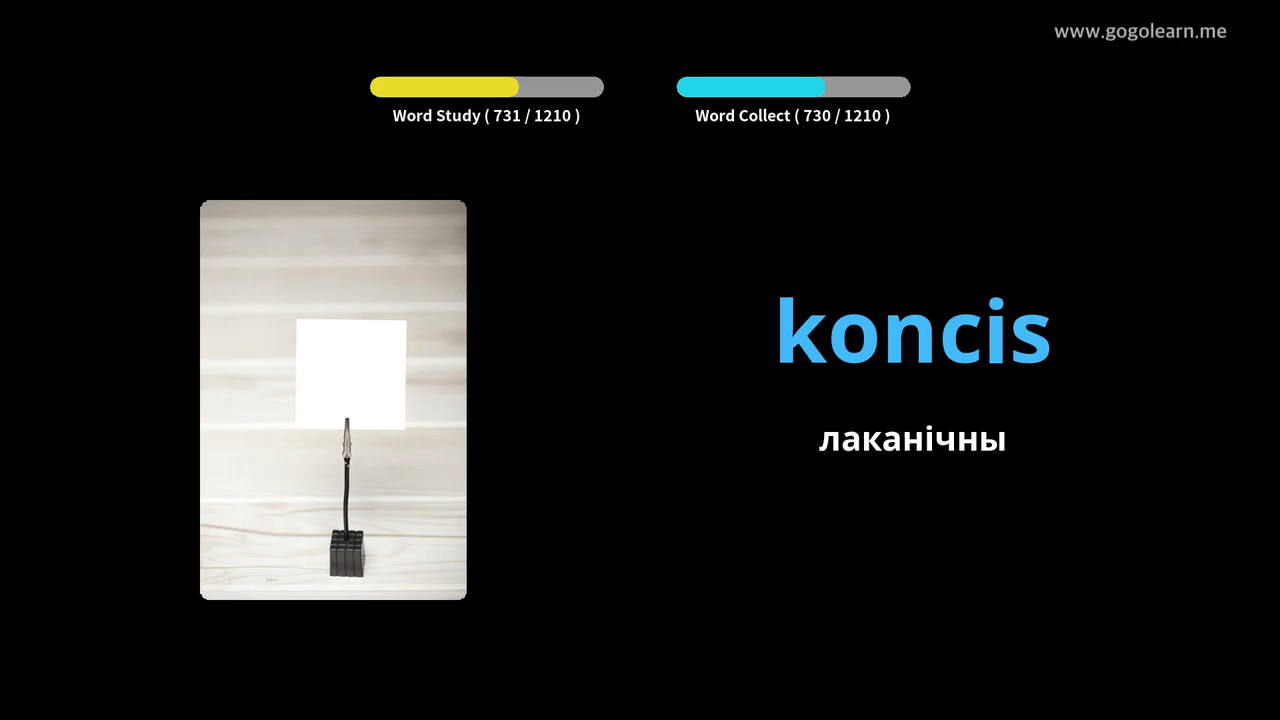 www.gogolearn.me
Word Study ( 731 / 1210 )
Word Collect ( 730 / 1210 )
koncis
лаканічны